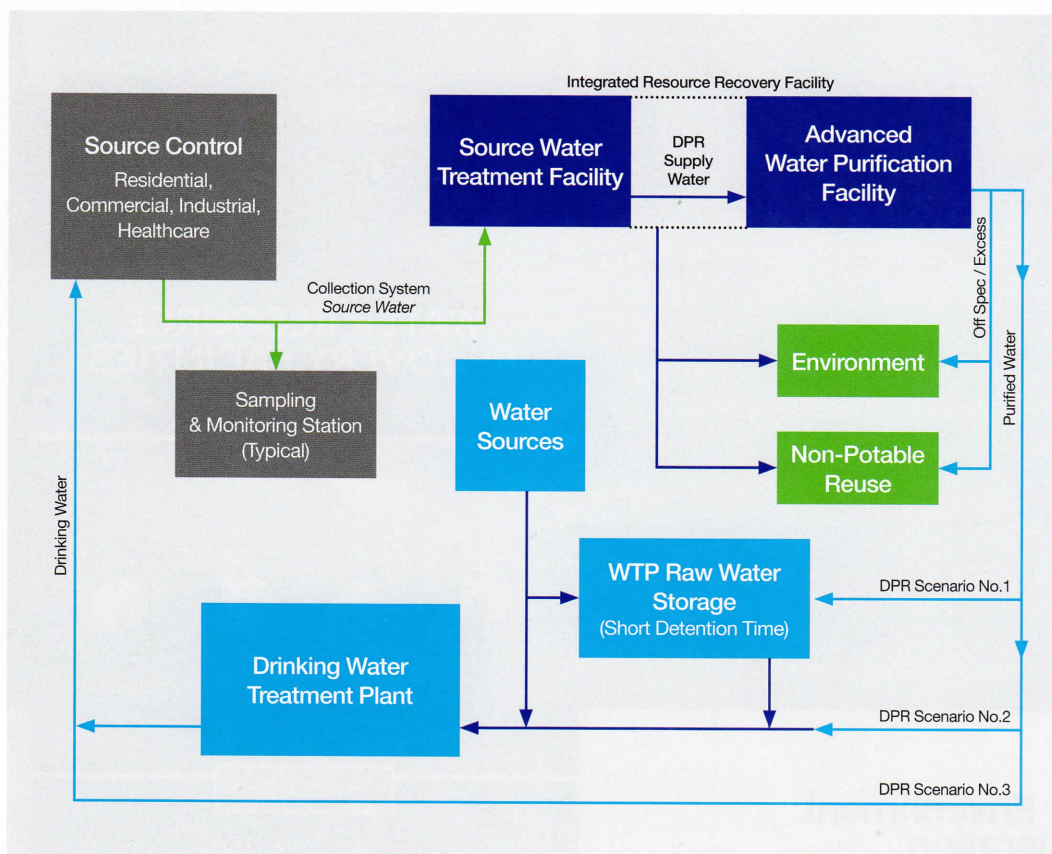 Integrated Resource Recovery Facility
Source Control
Residential,
Commercial, Industrial,
Healthcare
Source Water
Treatment Facility
DPR
Supply
Water
Advanced
Water Purification
Facility
Collection System
Source Water
Sampling
& Monitoring Station
(Typical)
Off Spec / Excess
Purified Water
Environment
Non-Potable
Reuse
Water
Sources
Drinking Water
WTP Raw Water
Storage
(Short Detention Time)
DPR Scenario No.1
Drinking Water
Treatment Plant
DPR Scenario No.2
DPR Scenario No.3